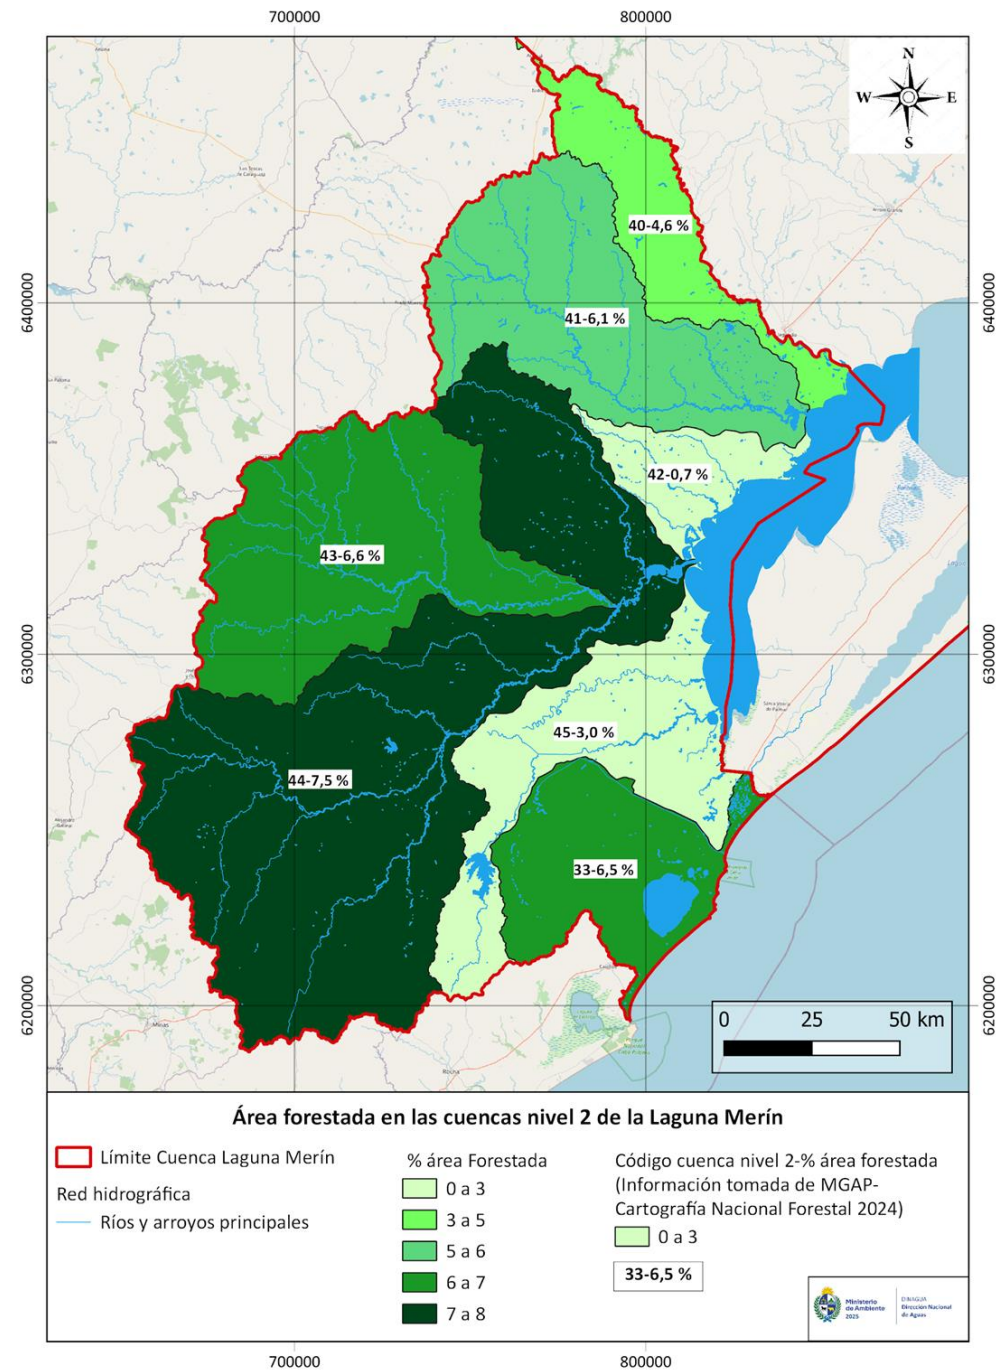 700000
800000
N
W
E
S
40-4,6 %
6400000
6400000
41-6,1 %
42-0,7 %
43-6,6 %
6300000
6300000
45-3,0 %
44-7,5 %
33-6,5 %
6200000
6200000
0 25 50 km
Minas
Rocha
Área forestada en las cuencas nivel 2 de la Laguna Merín
Límite Cuenca Laguna Merín
Red hidrográfica
Ríos y arroyos principales
% área Forestada
0 a 3
3 a 5
5 a 6
6 a 7
7 a 8
Código cuenca nivel 2-% área forestada
(Información tomada de MGAP-
Cartografía Nacional Forestal 2024)
0 a 3
33-6,5 %
Ministerio
de Ambiente
2025
DINAGUA
Dirección Nacional
de Aguas
700000
800000